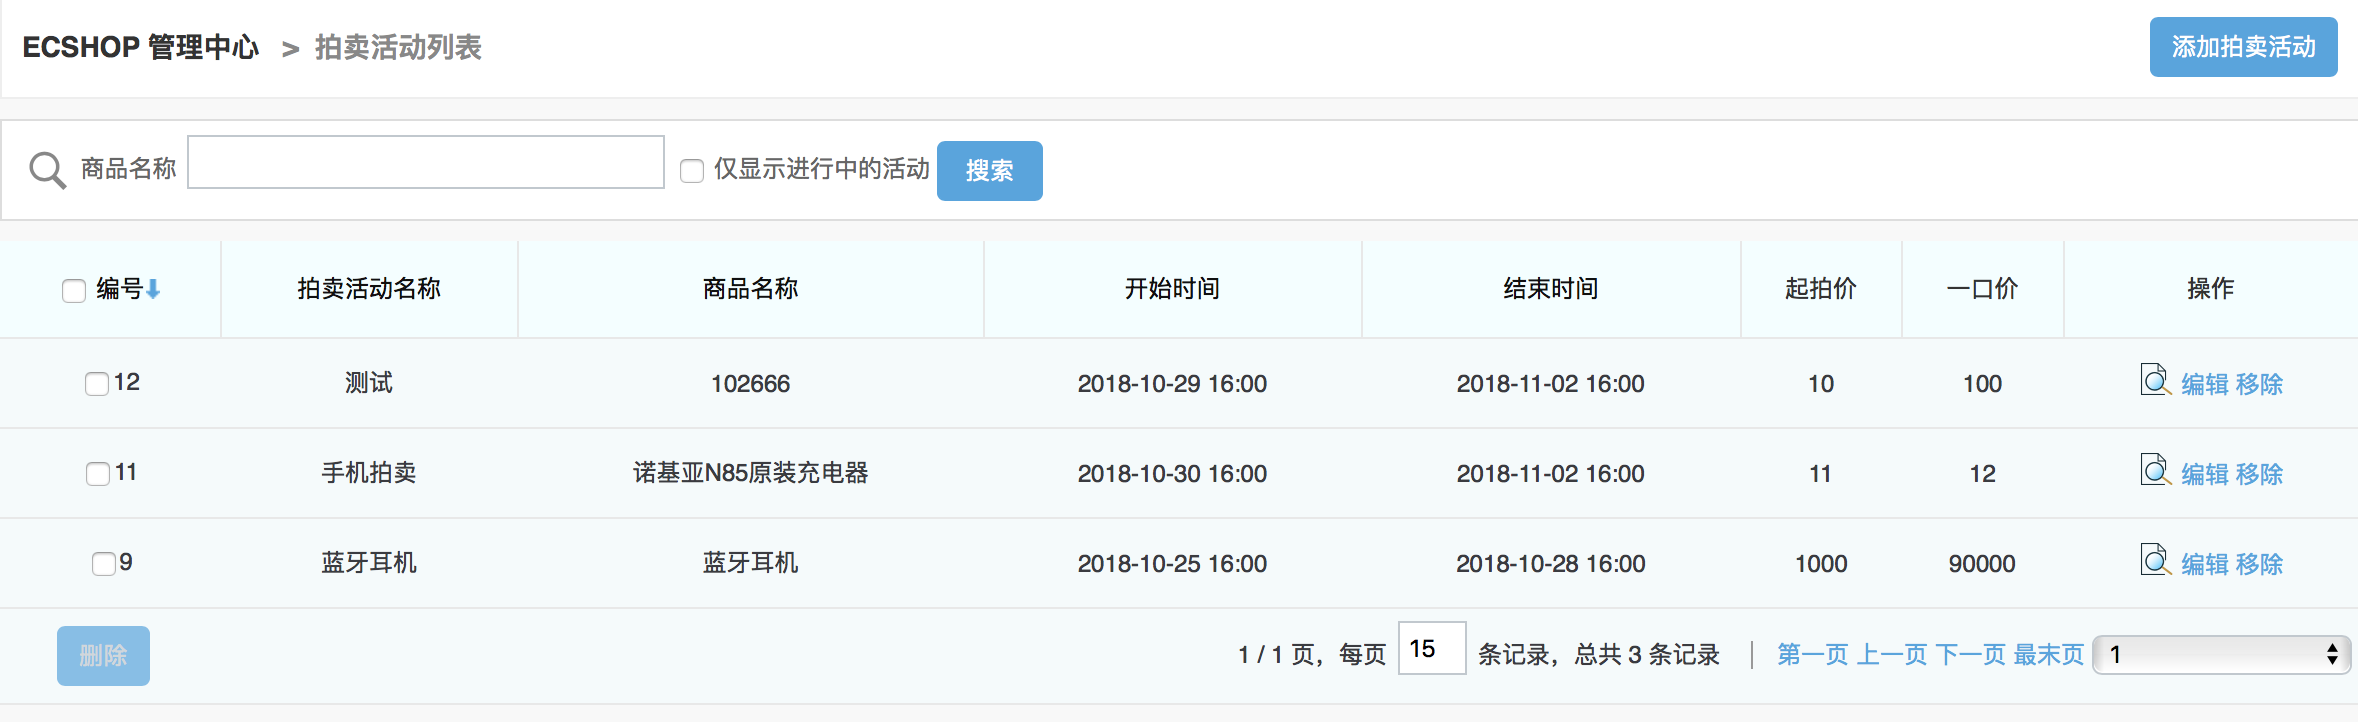 ECSHOP 管理中心 > 拍卖活动列表 添加拍卖活动
商品名称 仅显示进行中的活动 搜索
编号 拍卖活动名称 商品名称 开始时间 结束时间 起拍价 一口价 操作
12 测试 102666 2018-10-29 16:00 2018-11-02 16:00 10 100 编辑 移除
11 手机拍卖 诺基亚N85原装充电器 2018-10-30 16:00 2018-11-02 16:00 11 12 编辑 移除
9 蓝牙耳机 蓝牙耳机 2018-10-25 16:00 2018-10-28 16:00 1000 90000 编辑 移除
删除 1 / 1 页，每页 15 条记录，总共 3 条记录 | 第一页 上一页 下一页 最末页 1